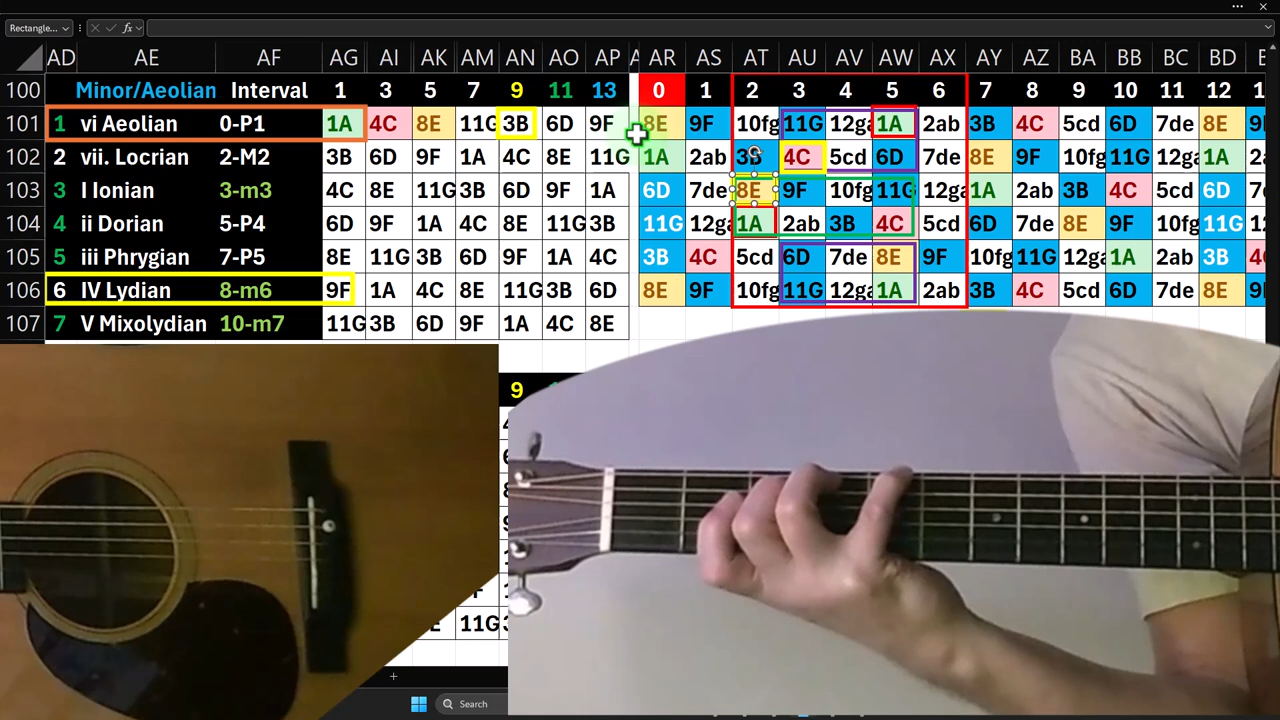 Rectangle...
fx
AD AE AF AG AI AK AM AN AO AP A AR AS AT AU AV AW AX AY AZ BA BB BC BD
100 Minor/Aeolian Interval 1 3 5 7 9 11 13 0 1 2 3 4 5 6 7 8 9 10 11 12
101 1 vi Aeolian 0-P1 1A 4C 8E 11G 3B 6D 9F 8E 9F 10fg 11G 12ga 1A 2ab 3B 4C 5cd 6D 7de 8E
102 2 vii. Locrian 2-M2 3B 6D 9F 1A 4C 8E 11G 1A 2ab 3B 4C 5cd 6D 7de 8E 9F 10fg 11G 12ga 1A
103 3 I Ionian 3-m3 4C 8E 11G 3B 6D 9F 1A 6D 7de 8E 9F 10fg 11G 12ga 1A 2ab 3B 4C 5cd 6D
104 4 ii Dorian 5-P4 6D 9F 1A 4C 8E 11G 3B 11G 12ga 1A 2ab 3B 4C 5cd 6D 7de 8E 9F 10fg 11G
105 5 iii Phrygian 7-P5 8E 11G 3B 6D 9F 1A 4C 3B 4C 5cd 6D 7de 8E 9F 10fg 11G 12ga 1A 2ab 3B
106 6 IV Lydian 8-m6 9F 1A 4C 8E 11G 3B 6D 8E 9F 10fg 11G 12ga 1A 2ab 3B 4C 5cd 6D 7de 8E
107 7 V Mixolydian 10-m7 11G 3B 6D 9F 1A 4C 8E
9
11G
Search